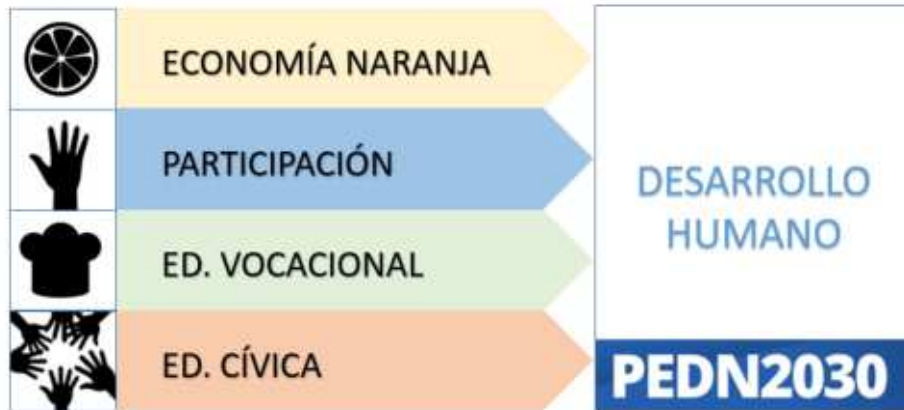 ECONOMÍA NARANJA
PARTICIPACIÓN
ED. VOCACIONAL
ED. CÍVICA
DESARROLLO
HUMANO
PEDN2030